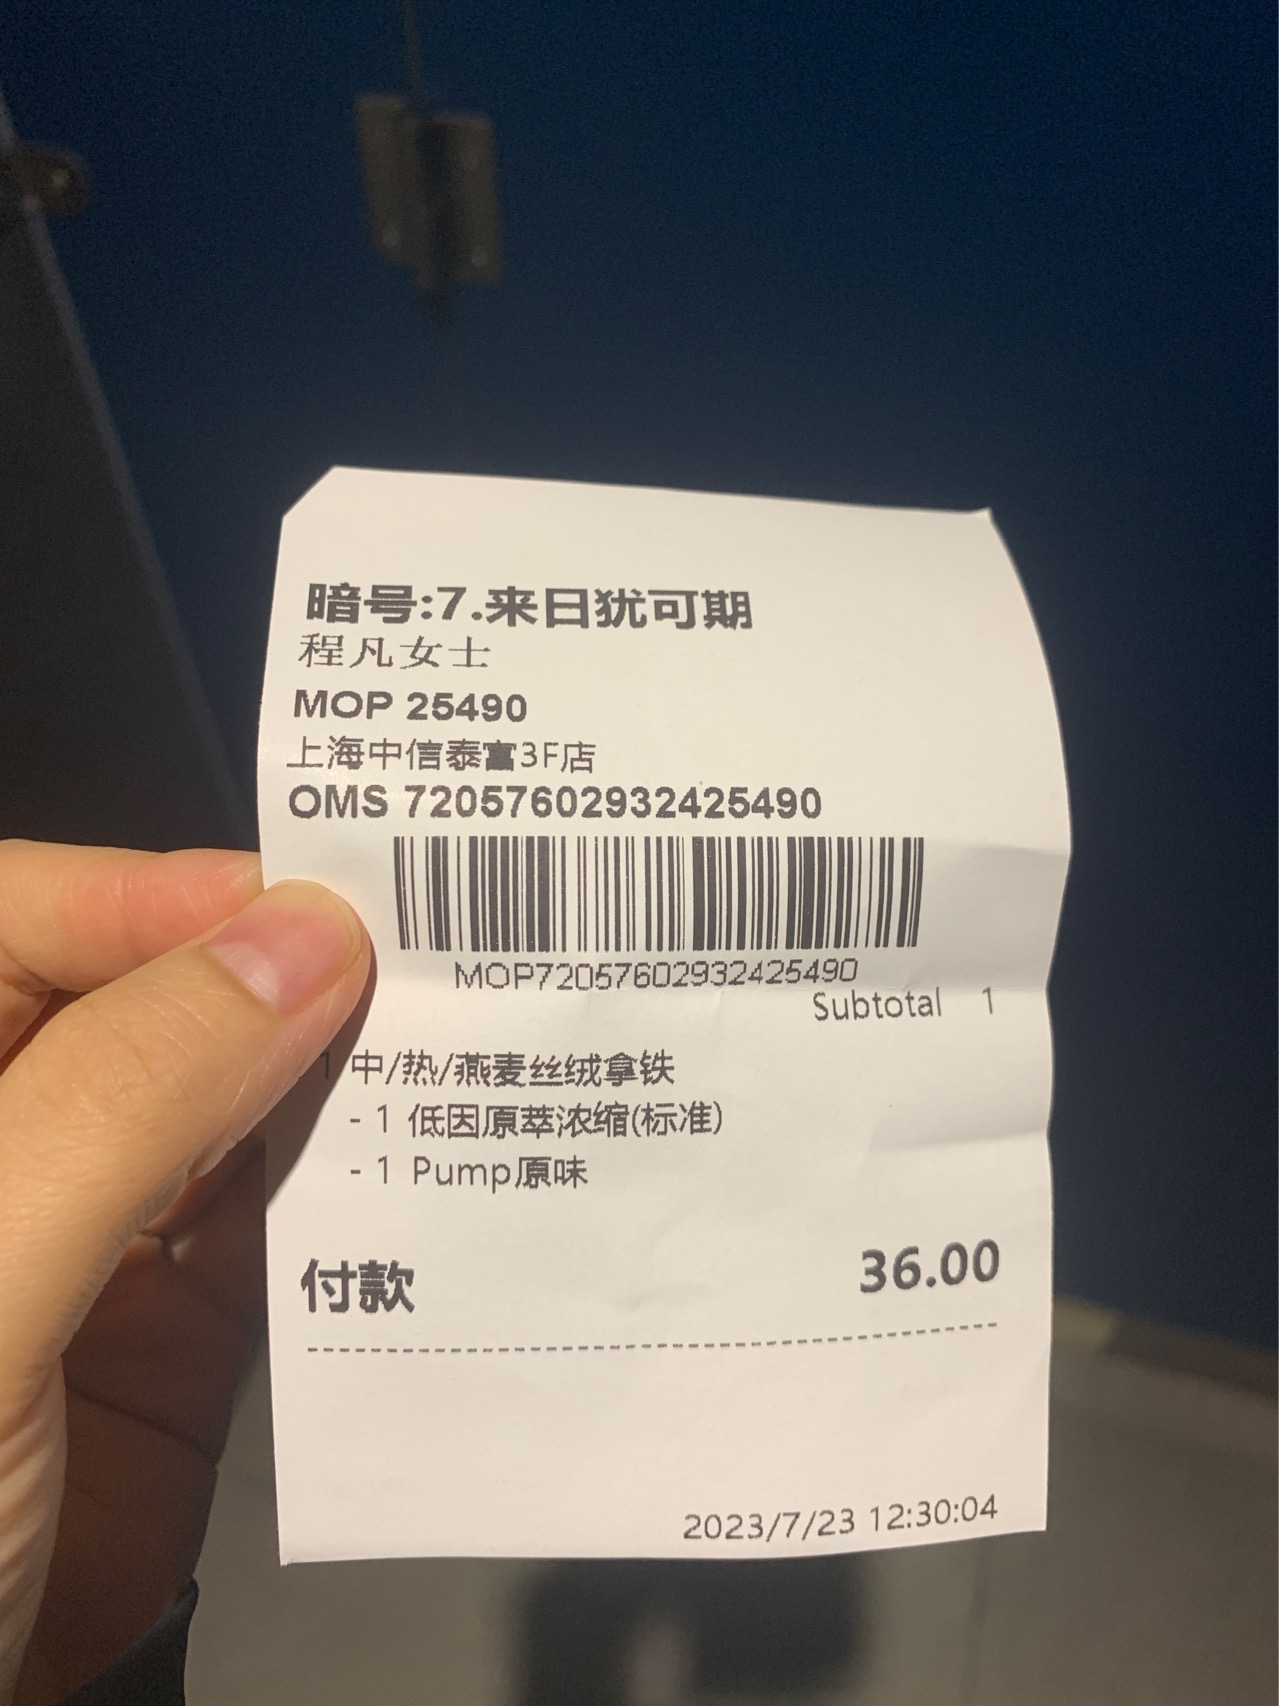 暗号:7.来日犹可期
程凡女士
MOP 25490
上海中信泰富3F店
OMS 72057602932425490
MOP72057602932425490
Subtotal 1
1 中/热/燕麦丝绒拿铁
- 1 低因原萃浓缩(标准)
- 1 Pump原味
付款 36.00
2023/7/23 12:30:04